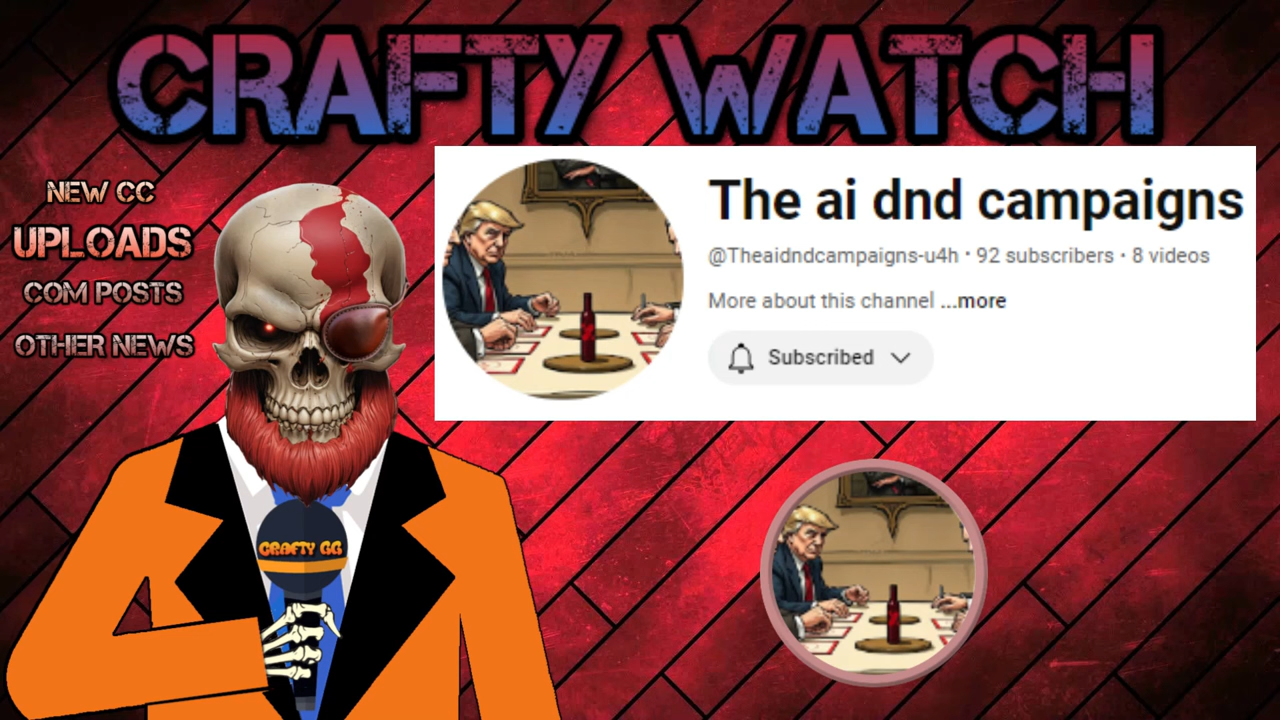 CRAFTY WATCH
NEW CC
UPLOADS
COM POSTS
OTHER NEWS
The ai dnd campaigns
@Theaidndcampaigns-u4h • 92 subscribers • 8 videos
More about this channel ...more
Subscribed
CRAFTY GG